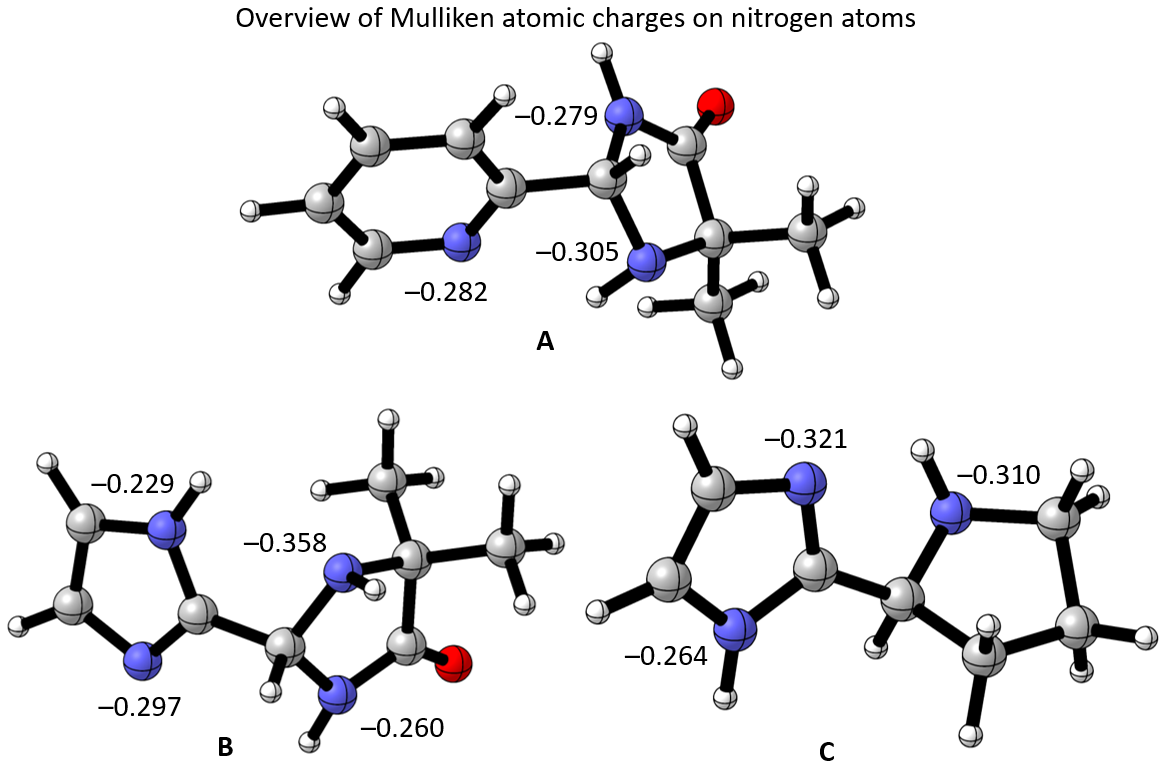 Overview of Mulliken atomic charges on nitrogen atoms
–0.279
–0.305
–0.282
A
–0.321
–0.229
–0.310
–0.358
–0.264
–0.297
–0.260
B
C